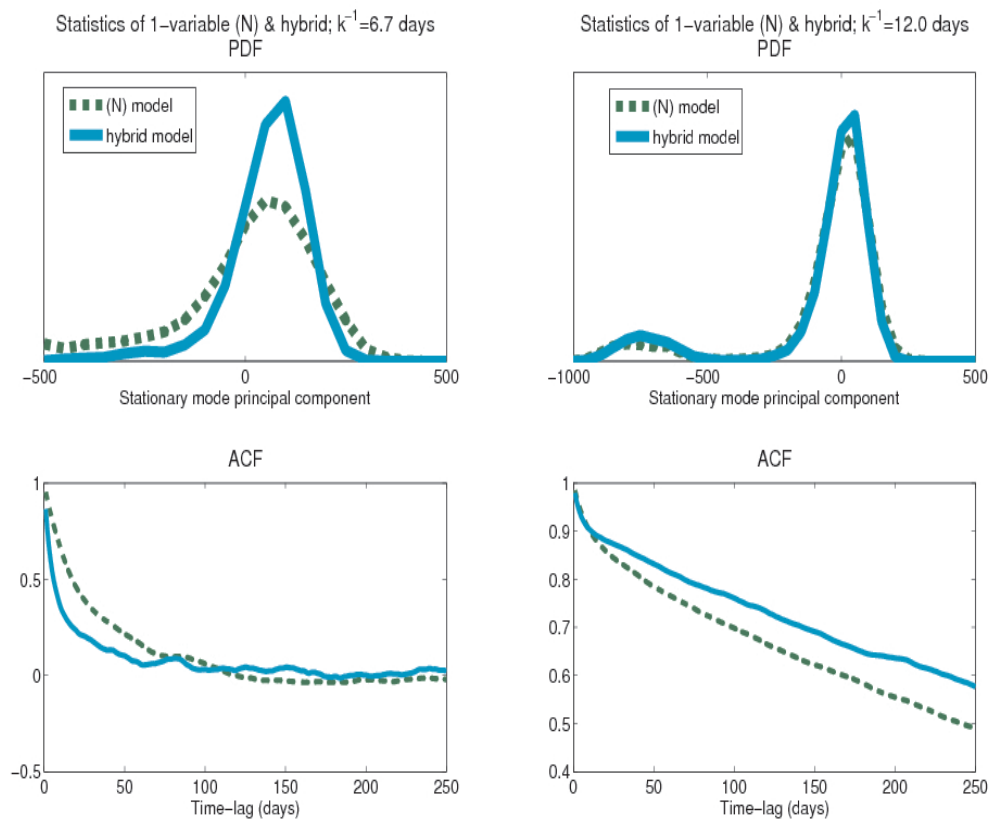 Statistics of 1−variable (N) & hybrid; k⁻¹=6.7 days
PDF
(N) model
hybrid model
−500 0 500
Stationary mode principal component
Statistics of 1−variable (N) & hybrid; k⁻¹=12.0 days
PDF
(N) model
hybrid model
−1000 −500 0 500
Stationary mode principal component
ACF
1
0.5
0
−0.5
0 50 100 150 200 250
Time−lag (days)
ACF
1
0.9
0.8
0.7
0.6
0.5
0.4
0 50 100 150 200 250
Time−lag (days)